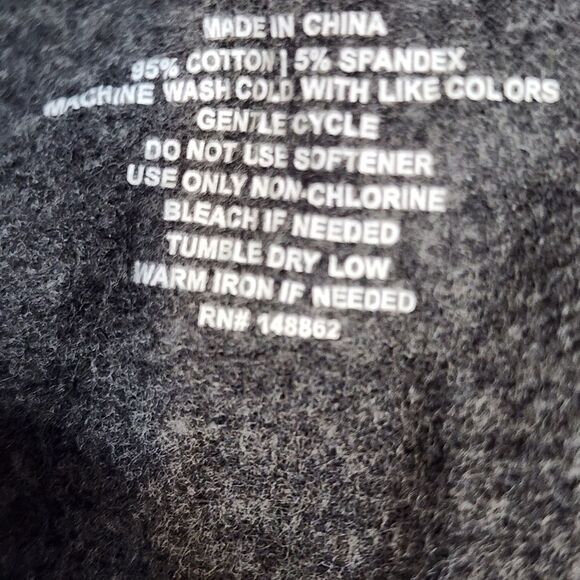 MADE IN CHINA
95% COTTON | 5% SPANDEX
MACHINE WASH COLD WITH LIKE COLORS
GENTLE CYCLE
DO NOT USE SOFTENER
USE ONLY NON-CHLORINE
BLEACH IF NEEDED
TUMBLE DRY LOW
WARM IRON IF NEEDED
RN# 148862